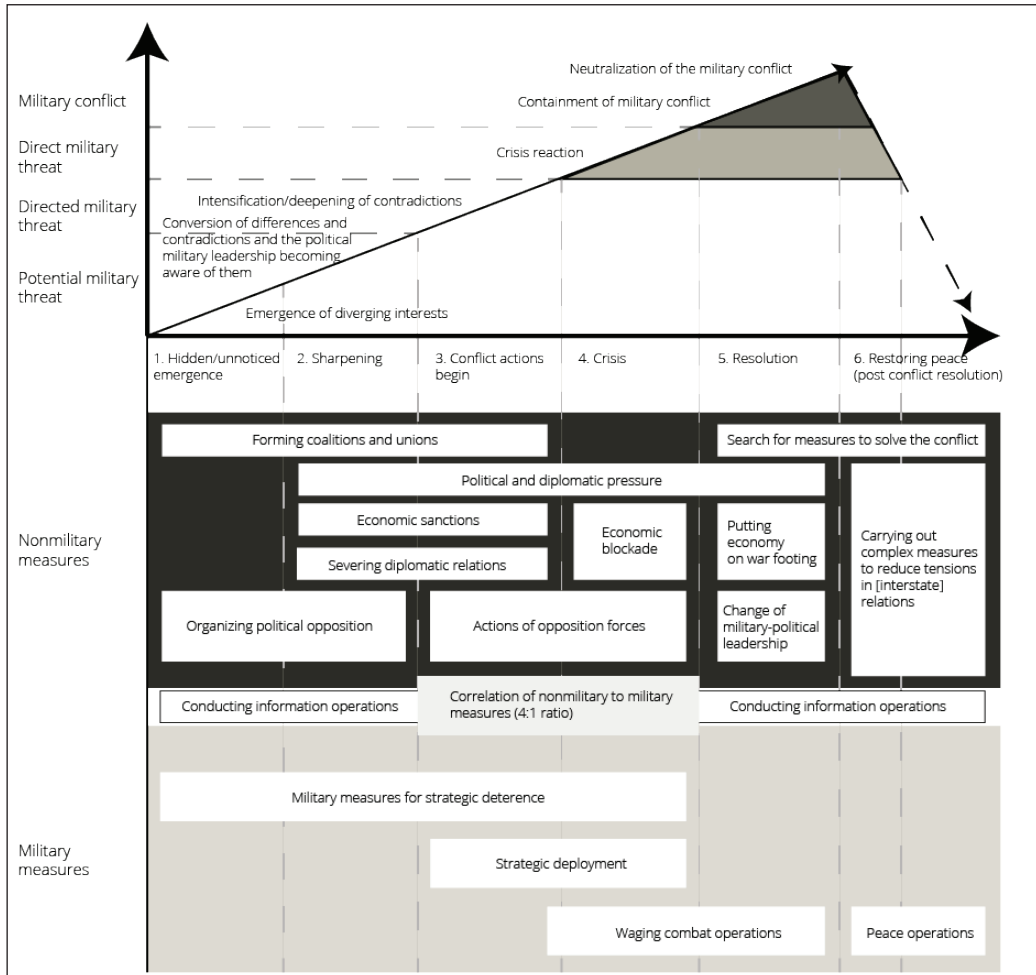 Neutralization of the military conflict
Military conflict
Containment of military conflict
Direct military
threat
Crisis reaction
Intensification/deepening of contradictions
Directed military
threat
Conversion of differences and
contradictions and the political
military leadership becoming
aware of them
Potential military
threat
Emergence of diverging interests
1. Hidden/unnoticed
emergence
2. Sharpening
3. Conflict actions
begin
4. Crisis
5. Resolution
6. Restoring peace
(post conflict resolution)
Nonmilitary
measures
Forming coalitions and unions
Search for measures to solve the conflict
Political and diplomatic pressure
Economic sanctions
Economic
blockade
Putting
economy
on war footing
Carrying out
complex measures
to reduce tensions
in [interstate]
relations
Severing diplomatic relations
Organizing political opposition
Actions of opposition forces
Change of
military-political
leadership
Conducting information operations
Correlation of nonmilitary to military
measures (4:1 ratio)
Conducting information operations
Military
measures
Military measures for strategic deterence
Strategic deployment
Waging combat operations
Peace operations